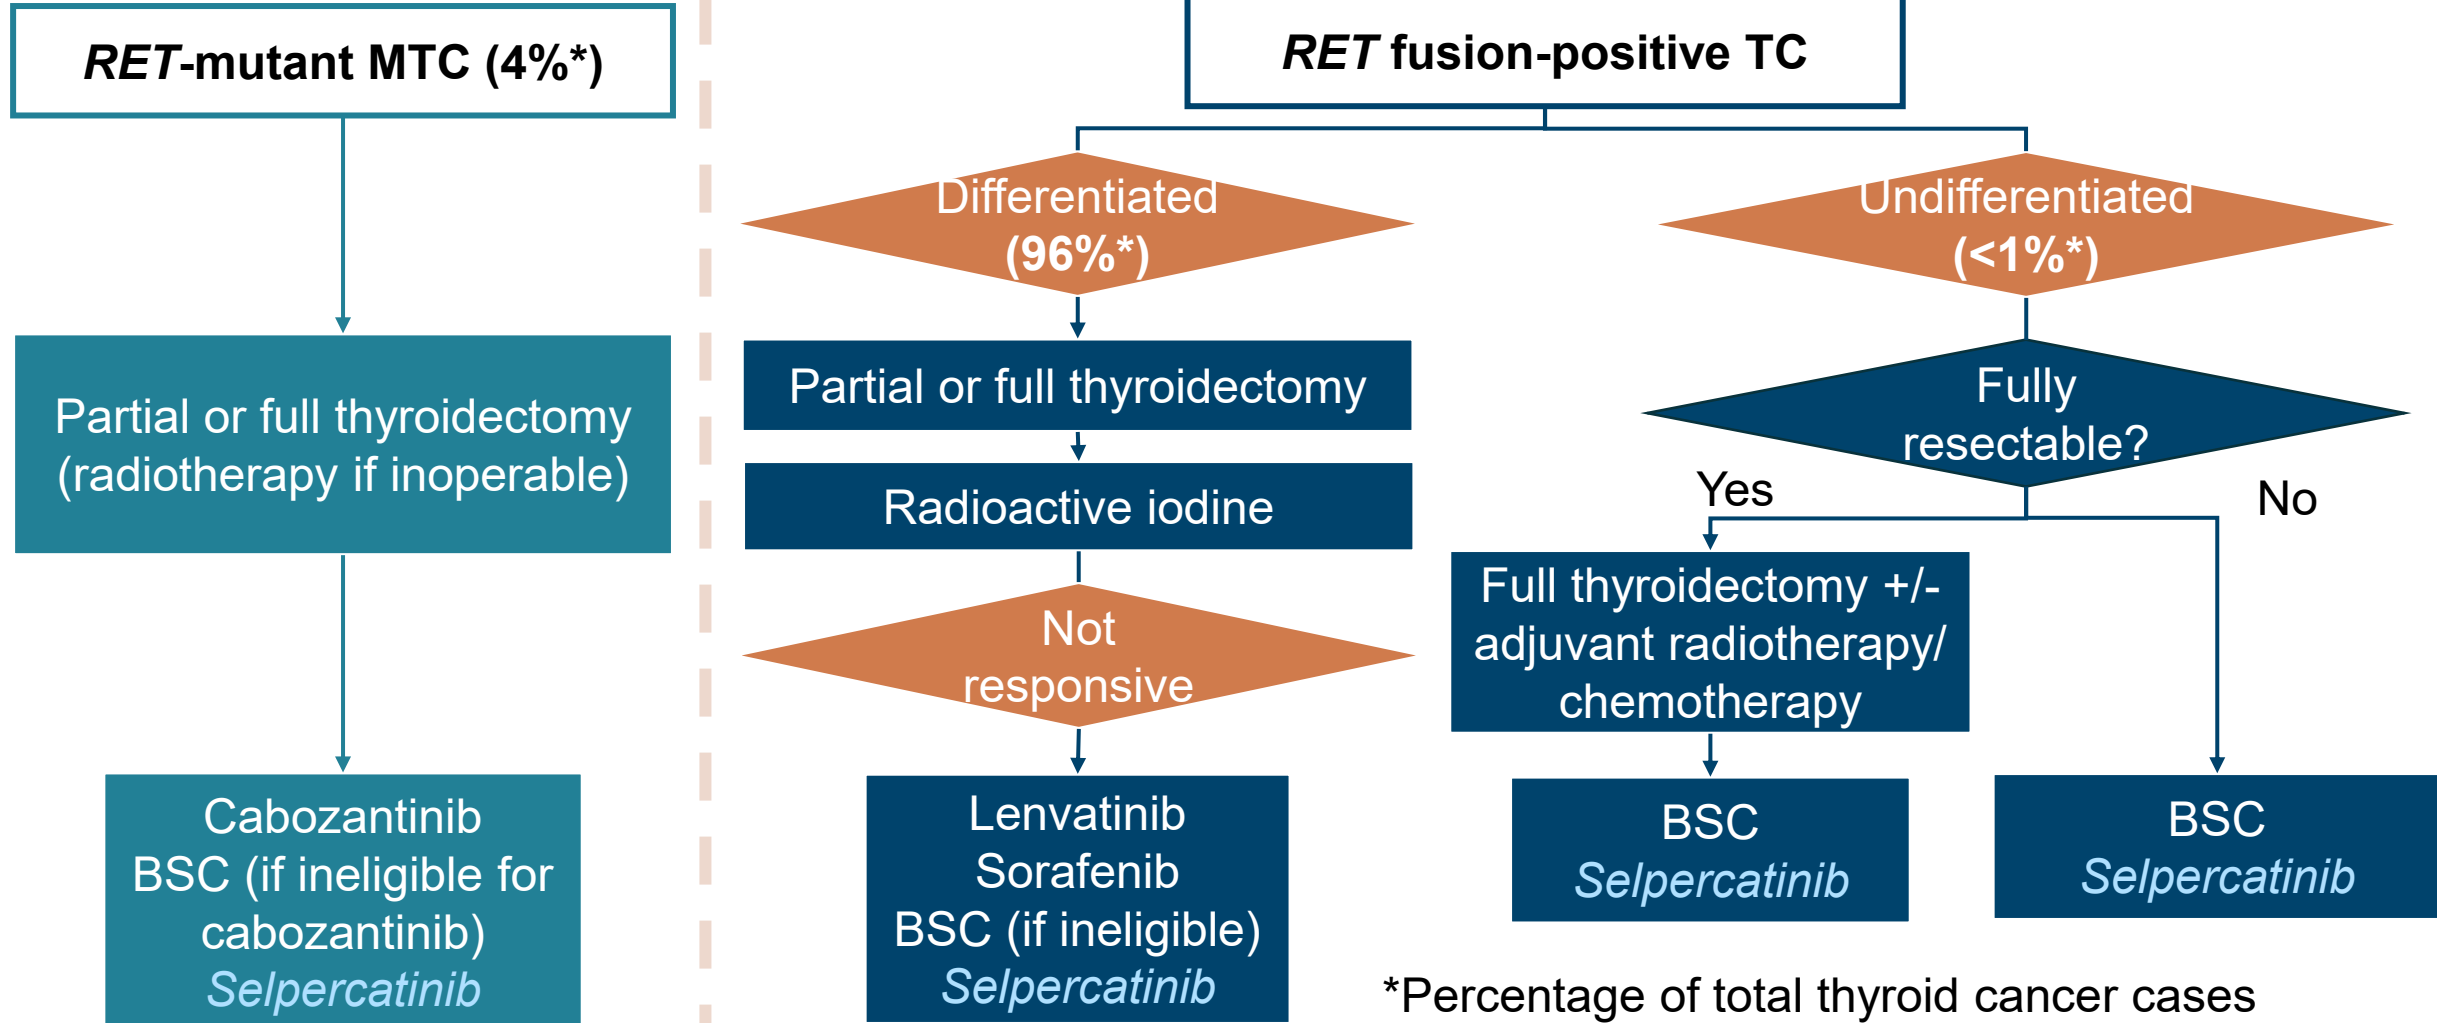 RET-mutant MTC (4%*)
Partial or full thyroidectomy
(radiotherapy if inoperable)
Cabozantinib
BSC (if ineligible for
cabozantinib)
Selpercatinib
RET fusion-positive TC
Differentiated
(96%*)
Partial or full thyroidectomy
Radioactive iodine
Not
responsive
Lenvatinib
Sorafenib
BSC (if ineligible)
Selpercatinib
Undifferentiated
(<1%*)
Fully
resectable?
Yes
No
Full thyroidectomy +/-
adjuvant radiotherapy/
chemotherapy
BSC
Selpercatinib
BSC
Selpercatinib
*Percentage of total thyroid cancer cases